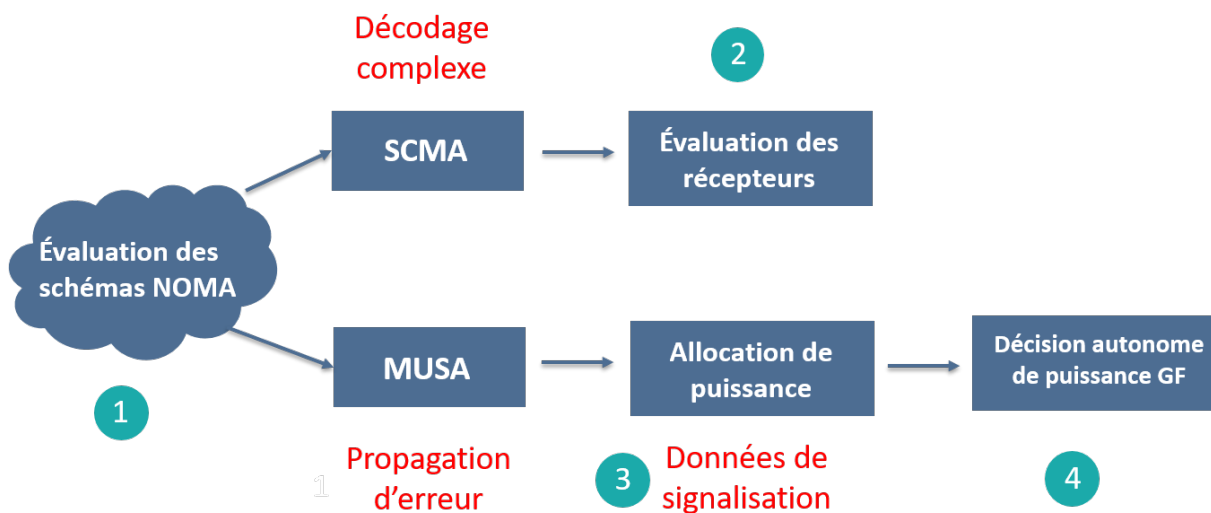 Décodage
complexe
2
SCMA
Évaluation des
récepteurs
Évaluation des
schémas NOMA
1
MUSA
Allocation de
puissance
Décision autonome
de puissance GF
Propagation
d’erreur
1
3
Données de
signalisation
4